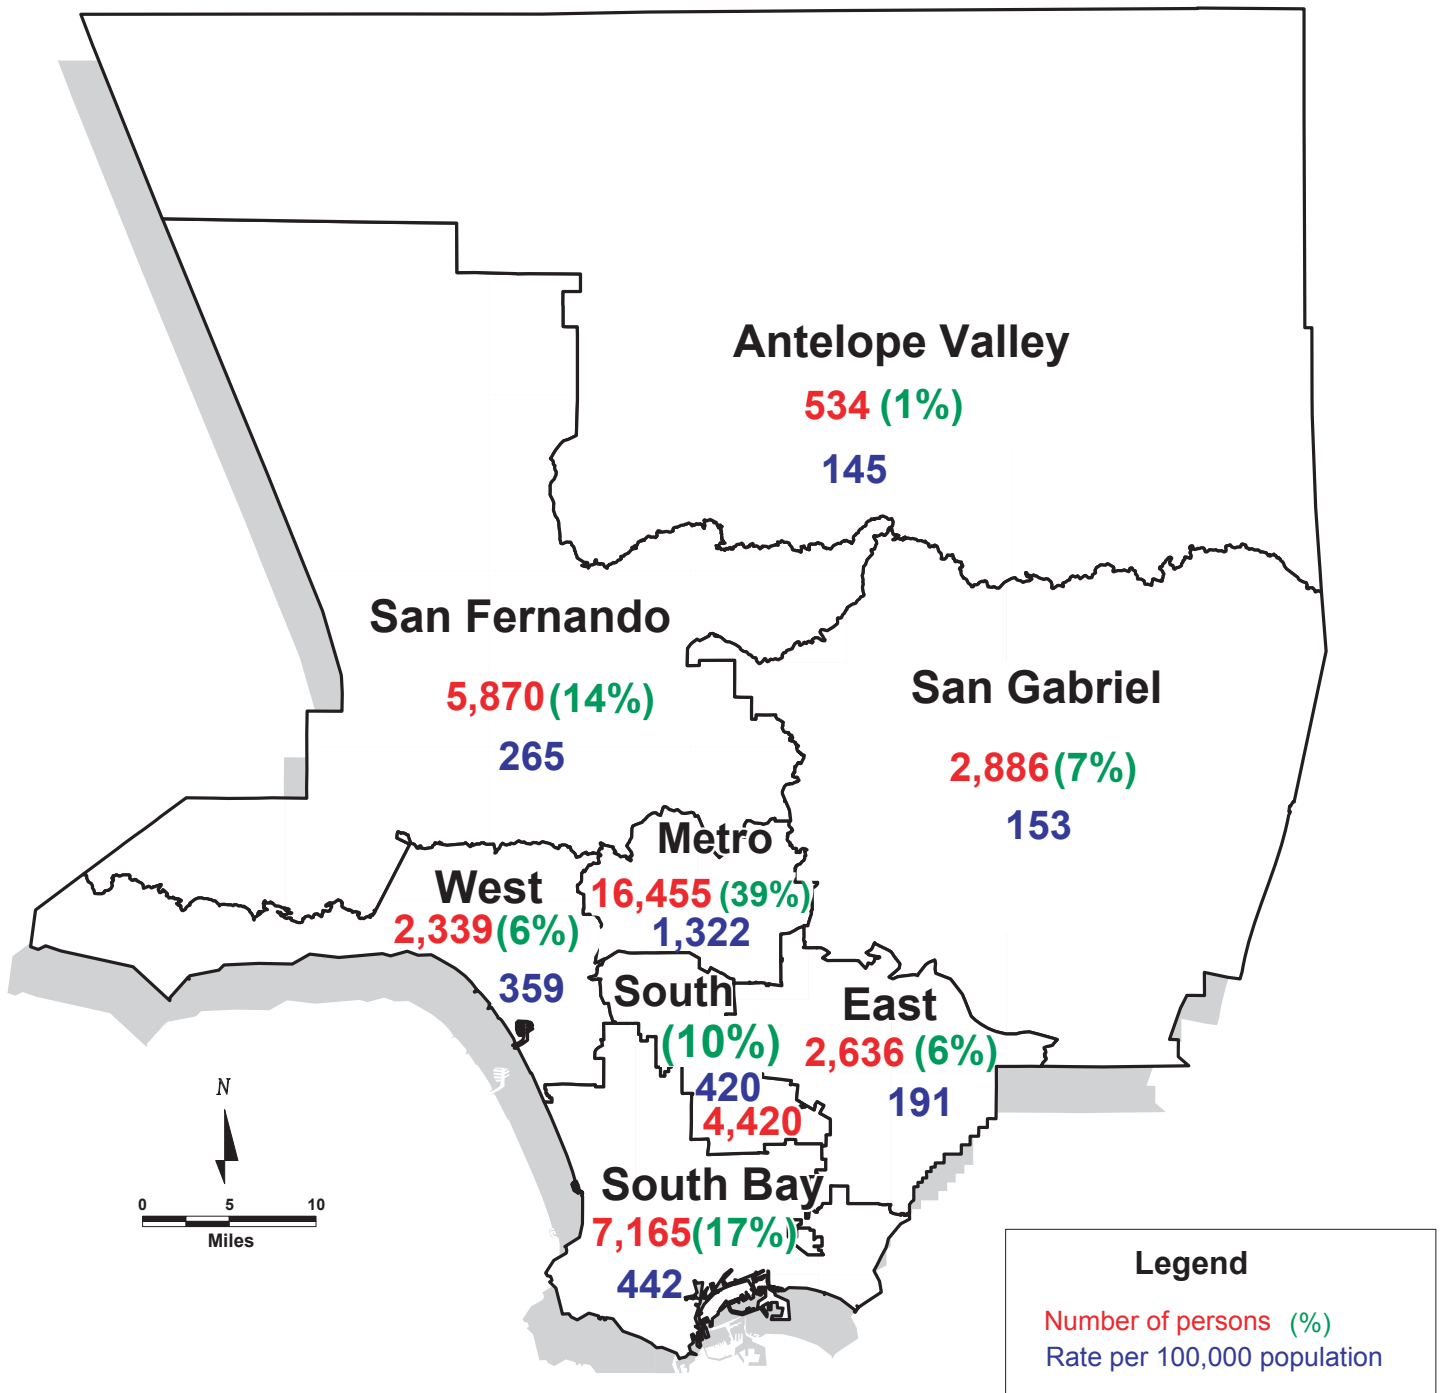 Antelope Valley
534 (1%)
145
San Fernando
5,870 (14%)
265
San Gabriel
2,886 (7%)
153
Metro
16,455 (39%)
1,322
West
2,339 (6%)
359
South
(10%)
420
4,420
East
2,636 (6%)
191
South Bay
7,165 (17%)
442
N
0 5 10
Miles
Legend
Number of persons (%)
Rate per 100,000 population